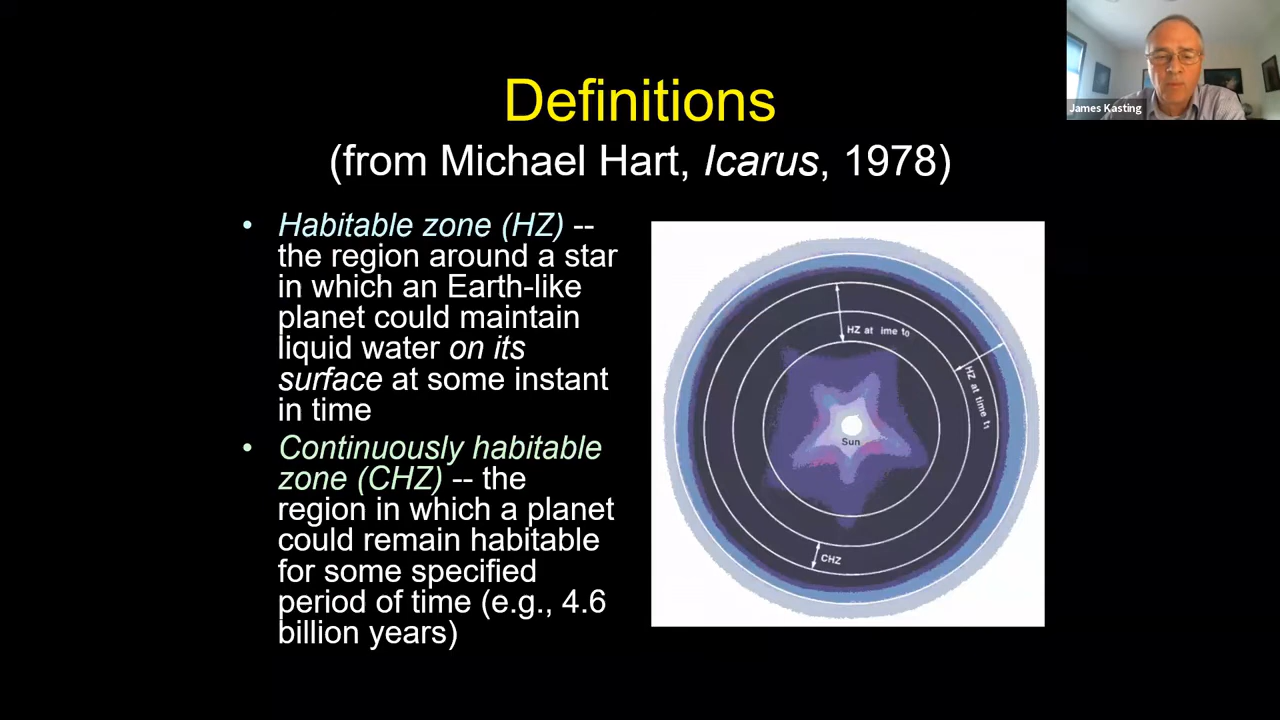 Definitions
(from Michael Hart, Icarus, 1978)
• Habitable zone (HZ) --
the region around a star
in which an Earth-like
planet could maintain
liquid water on its
surface at some instant
in time
• Continuously habitable
zone (CHZ) -- the
region in which a planet
could remain habitable
for some specified
period of time (e.g., 4.6
billion years)
HZ at ime t0
HZ at time t1
Sun
CHZ
James Kasting